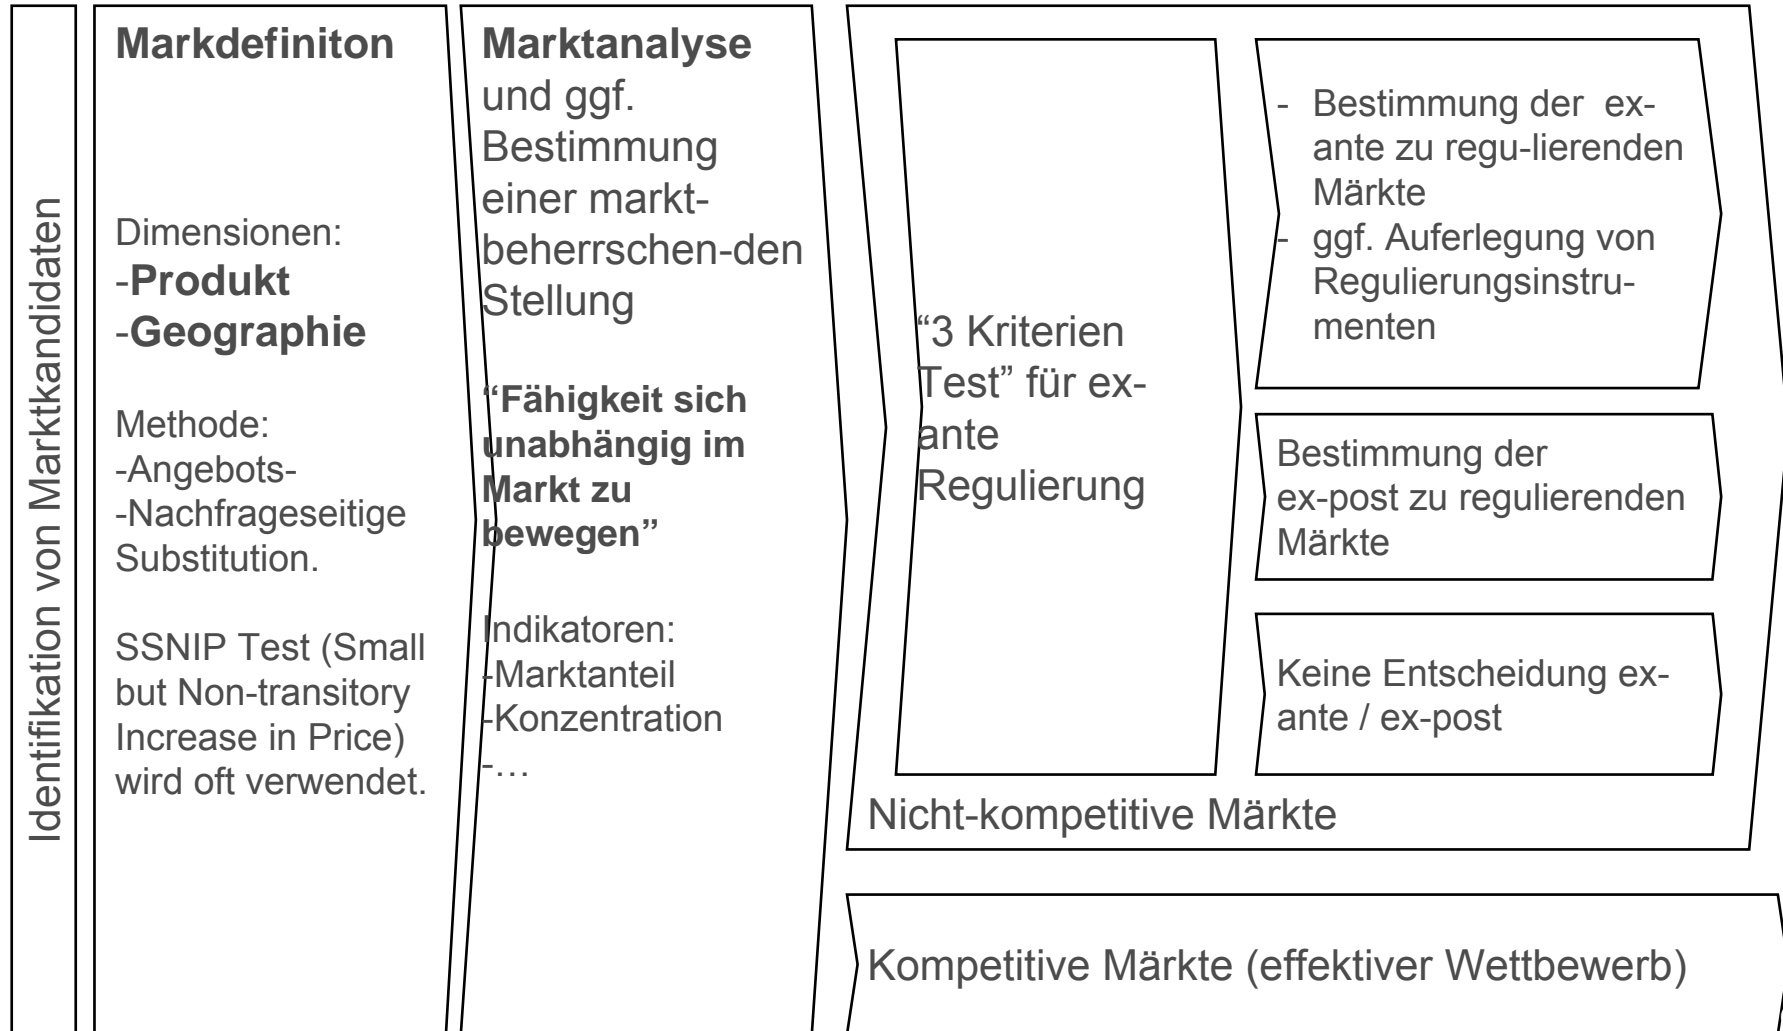 Identifikation von Marktkandidaten
Markdefiniton
Dimensionen:
-Produkt
-Geographie
Methode:
-Angebots-
-Nachfrageseitige
Substitution.
SSNIP Test (Small
but Non-transitory
Increase in Price)
wird oft verwendet.
Marktanalyse
und ggf.
Bestimmung
einer markt-
beherrschen-den
Stellung
“Fähigkeit sich
unabhängig im
Markt zu
bewegen”
Indikatoren:
-Marktanteil
-Konzentration
-…
“3 Kriterien
Test” für ex-
ante
Regulierung
- Bestimmung der ex-
ante zu regu-lierenden
Märkte
- ggf. Auferlegung von
Regulierungsinstru-
menten
Bestimmung der
ex-post zu regulierenden
Märkte
Keine Entscheidung ex-
ante / ex-post
Nicht-kompetitive Märkte
Kompetitive Märkte (effektiver Wettbewerb)